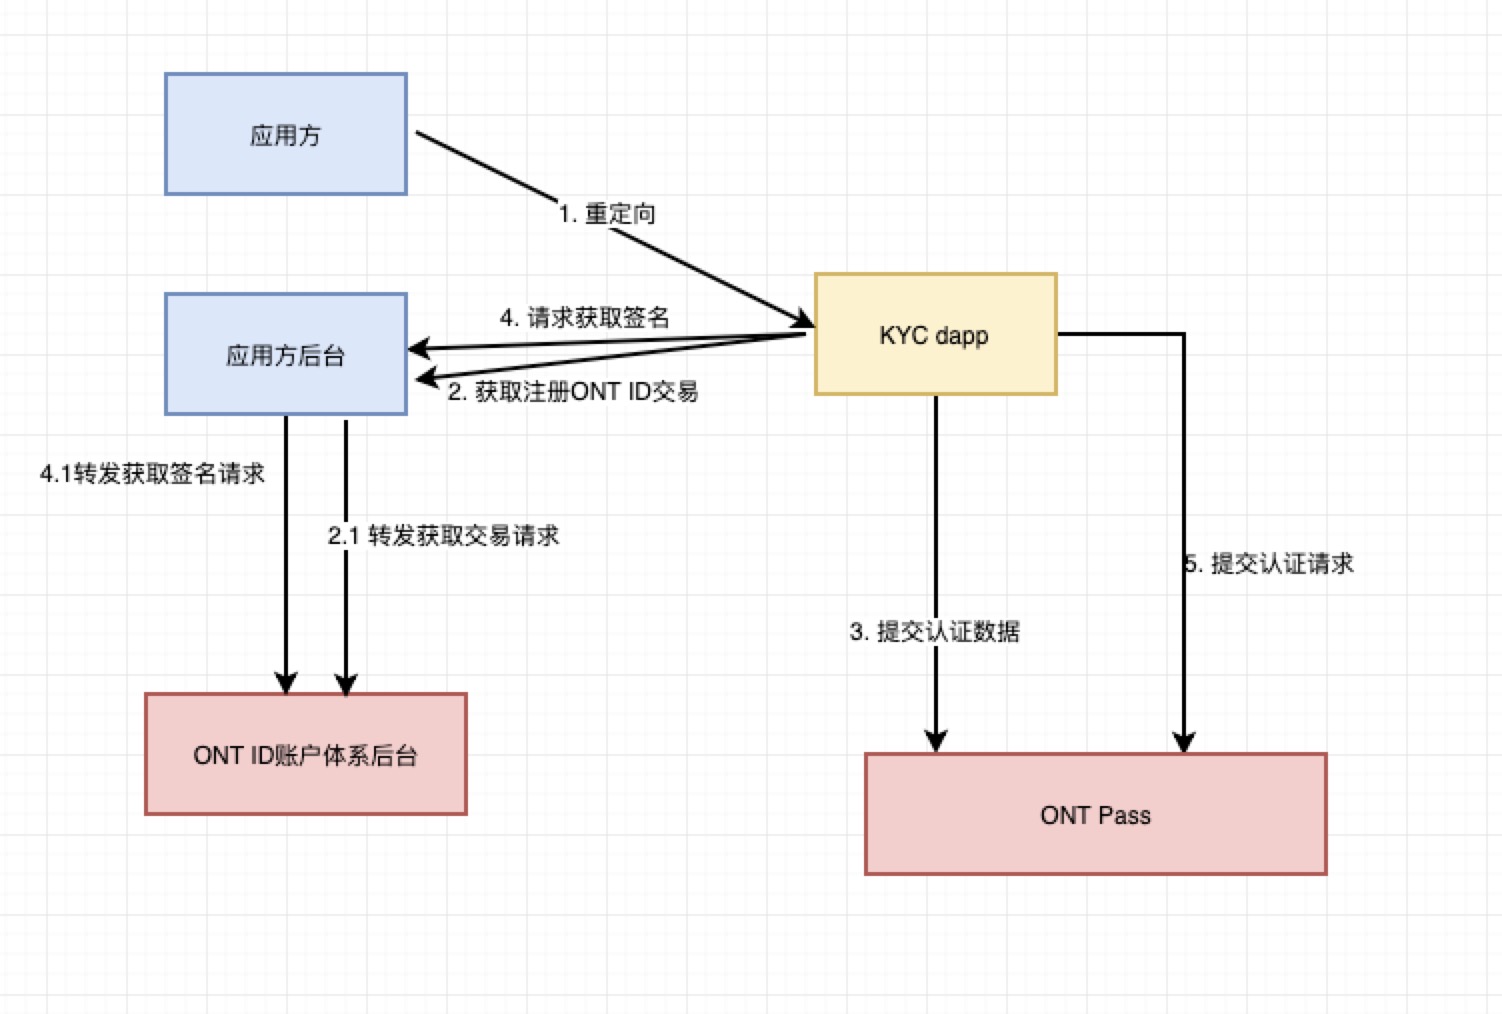 应用方
1. 重定向
4. 请求获取签名
KYC dapp
应用方后台
2. 获取注册ONT ID交易
4.1转发获取签名请求
2.1 转发获取交易请求
5. 提交认证请求
3. 提交认证数据
ONT ID账户体系后台
ONT Pass